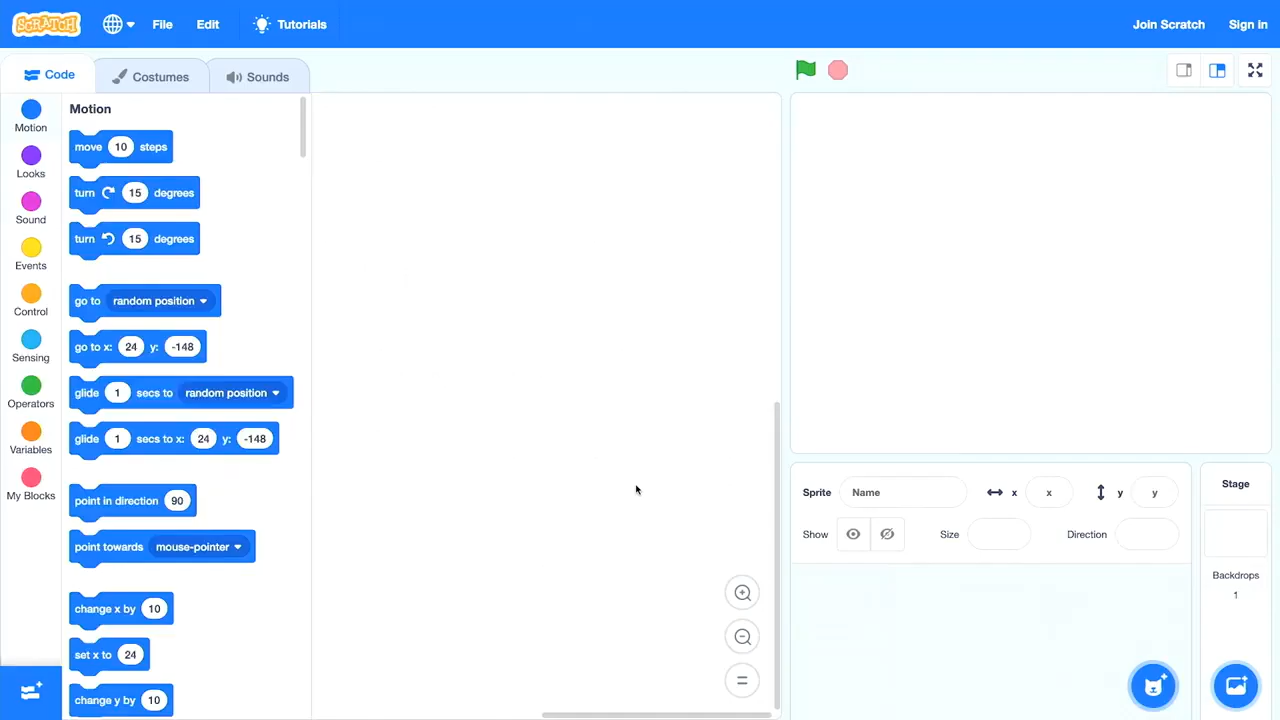 SCRATCH File Edit Tutorials Join Scratch Sign in
Code Costumes Sounds
Motion
Looks
Sound
Events
Control
Sensing
Operators
Variables
My Blocks
Motion
move 10 steps
turn 15 degrees
turn 15 degrees
go to random position
go to x: 24 y: -148
glide 1 secs to random position
glide 1 secs to x: 24 y: -148
point in direction 90
point towards mouse-pointer
change x by 10
set x to 24
change y by 10
Sprite Name x x y y
Show Size Direction
Stage
Backdrops
1